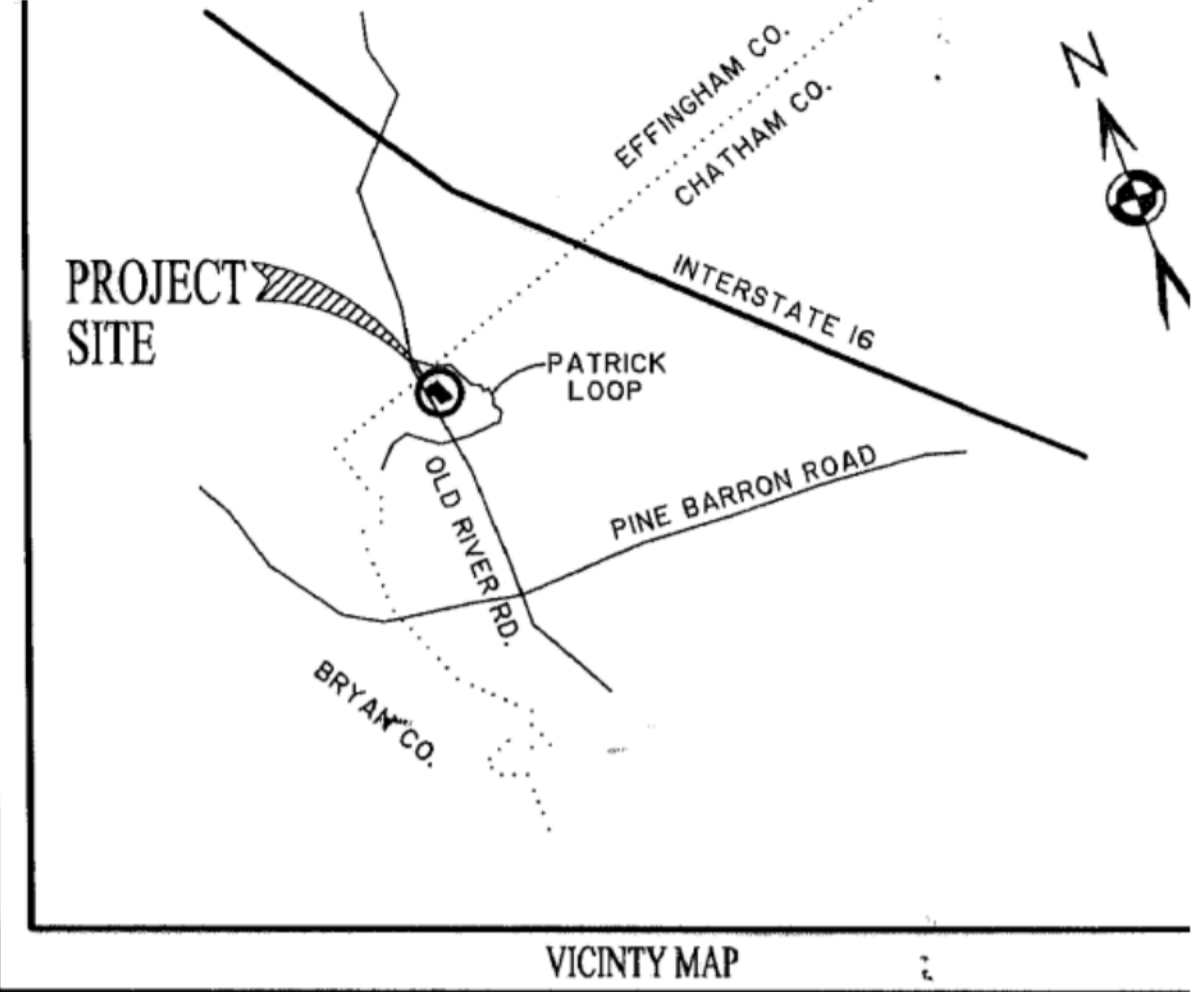 EFFINGHAM CO.
CHATHAM CO.
N
PROJECT
SITE
INTERSTATE 16
PATRICK
LOOP
OLD RIVER RD.
PINE BARRON ROAD
BRYAN CO.
VICINTY MAP